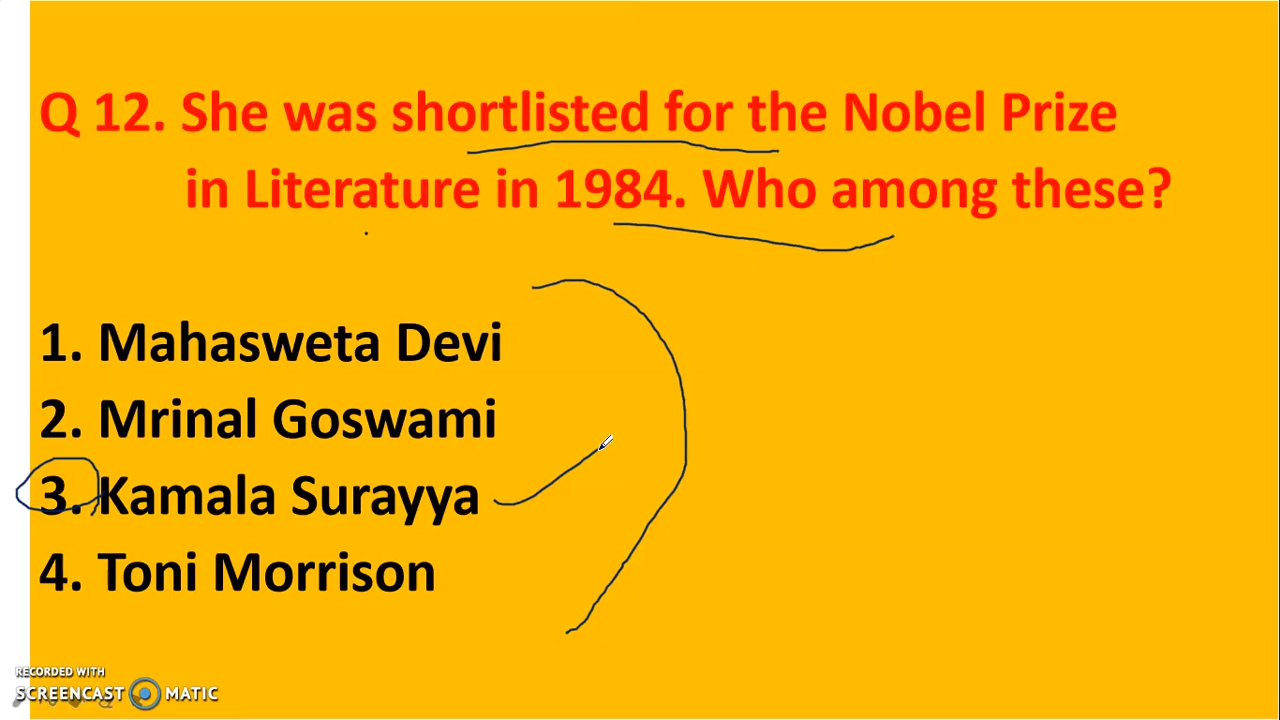 Q 12. She was shortlisted for the Nobel Prize
in Literature in 1984. Who among these?
1. Mahasweta Devi
2. Mrinal Goswami
3. Kamala Surayya
4. Toni Morrison
RECORDED WITH
SCREENCAST MATIC